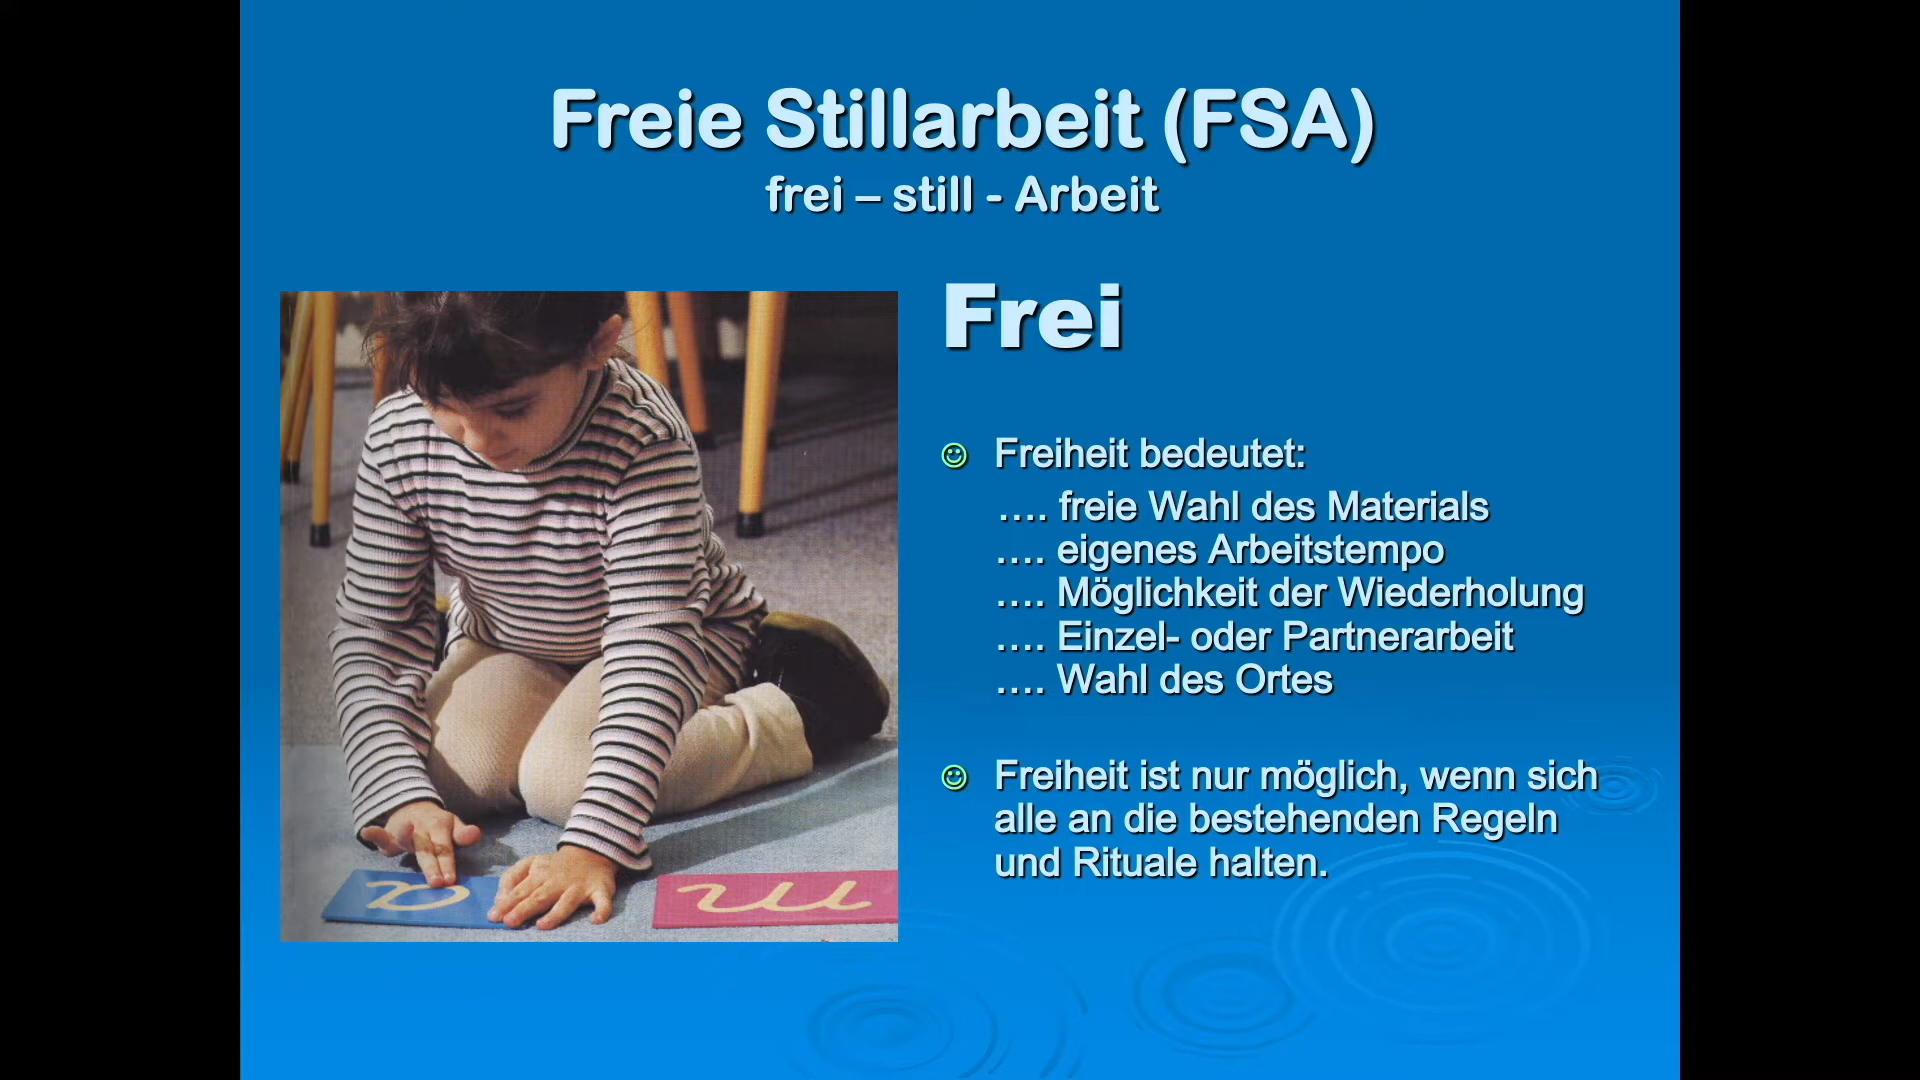 Freie Stillarbeit (FSA)
frei – still - Arbeit
Frei
Freiheit bedeutet:
…. freie Wahl des Materials
…. eigenes Arbeitstempo
…. Möglichkeit der Wiederholung
…. Einzel- oder Partnerarbeit
…. Wahl des Ortes
Freiheit ist nur möglich, wenn sich
alle an die bestehenden Regeln
und Rituale halten.
a m